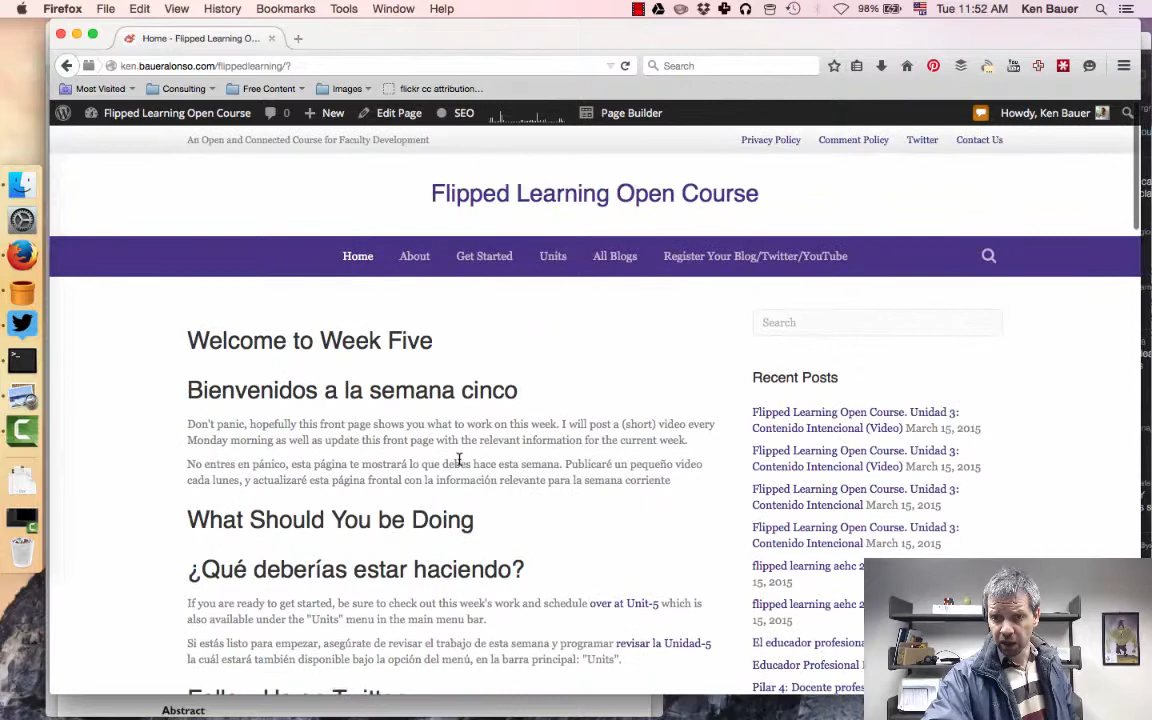 Firefox File Edit View History Bookmarks Tools Window Help 98% Tue 11:52 AM Ken Bauer
Home - Flipped Learning O...
ken.baueralonso.com/flippedlearning/? Search
Most Visited Consulting Free Content Images flickr cc attribution...
Flipped Learning Open Course 0 + New Edit Page SEO Page Builder Howdy, Ken Bauer
An Open and Connected Course for Faculty Development Privacy Policy Comment Policy Twitter Contact Us
Flipped Learning Open Course
Home About Get Started Units All Blogs Register Your Blog/Twitter/YouTube
Welcome to Week Five
Bienvenidos a la semana cinco
Don't panic, hopefully this front page shows you what to work on this week. I will post a (short) video every
Monday morning as well as update this front page with the relevant information for the current week.
No entres en pánico, esta página te mostrará lo que debes hace esta semana. Publicaré un pequeño video
cada lunes, y actualizaré esta página frontal con la información relevante para la semana corriente
What Should You be Doing
¿Qué deberías estar haciendo?
If you are ready to get started, be sure to check out this week's work and schedule over at Unit-5 which is
also available under the "Units" menu in the main menu bar.
Si estás listo para empezar, asegúrate de revisar el trabajo de esta semana y programar revisar la Unidad-5
la cuál estará también disponible bajo la opción del menú, en la barra principal: "Units".
Search
Recent Posts
Flipped Learning Open Course. Unidad 3:
Contenido Intencional (Video) March 15, 2015
Flipped Learning Open Course. Unidad 3:
Contenido Intencional (Video) March 15, 2015
Flipped Learning Open Course. Unidad 3:
Contenido Intencional March 15, 2015
Flipped Learning Open Course. Unidad 3:
Contenido Intencional March 15, 2015
flipped learning aehc
15, 2015
flipped learning aehc
15, 2015
El educador profesiona
Educador Profesional
Pilar 4: Docente profes
Abstract